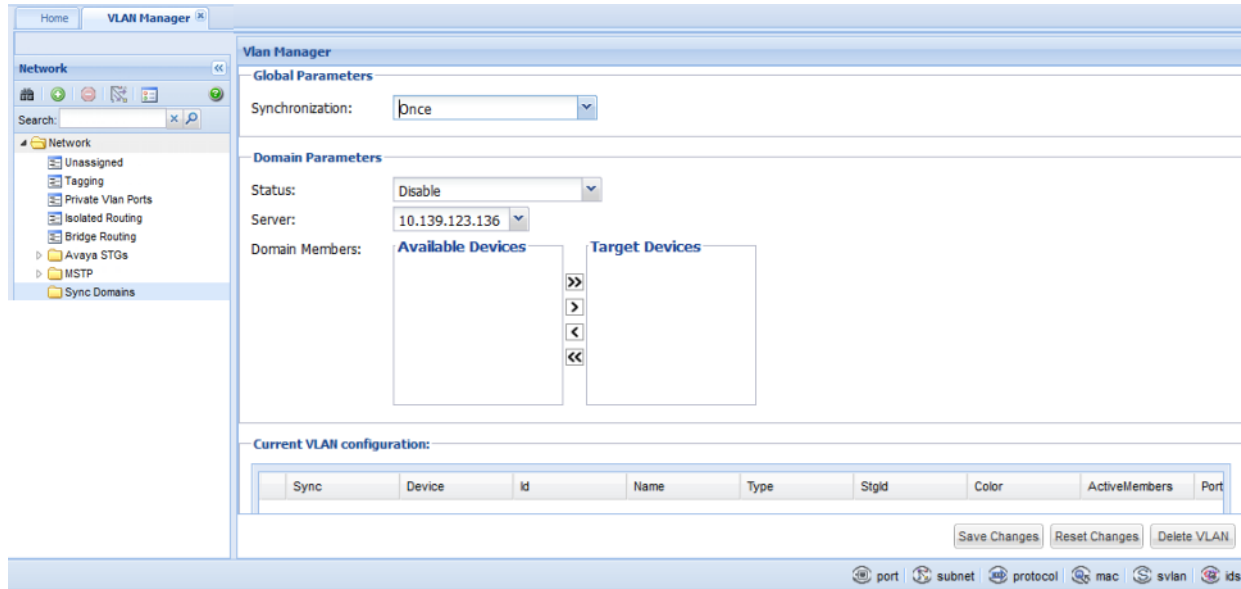 Home
VLAN Manager
Network
Search:
Network
Unassigned
Tagging
Private Vlan Ports
Isolated Routing
Bridge Routing
Avaya STGs
MSTP
Sync Domains
Vlan Manager
Global Parameters
Synchronization: Once
Domain Parameters
Status: Disable
Server: 10.139.123.136
Domain Members: Available Devices Target Devices
Current VLAN configuration:
Sync Device Id Name Type StgId Color ActiveMembers Port
Save Changes Reset Changes Delete VLAN
port subnet protocol mac svlan ids